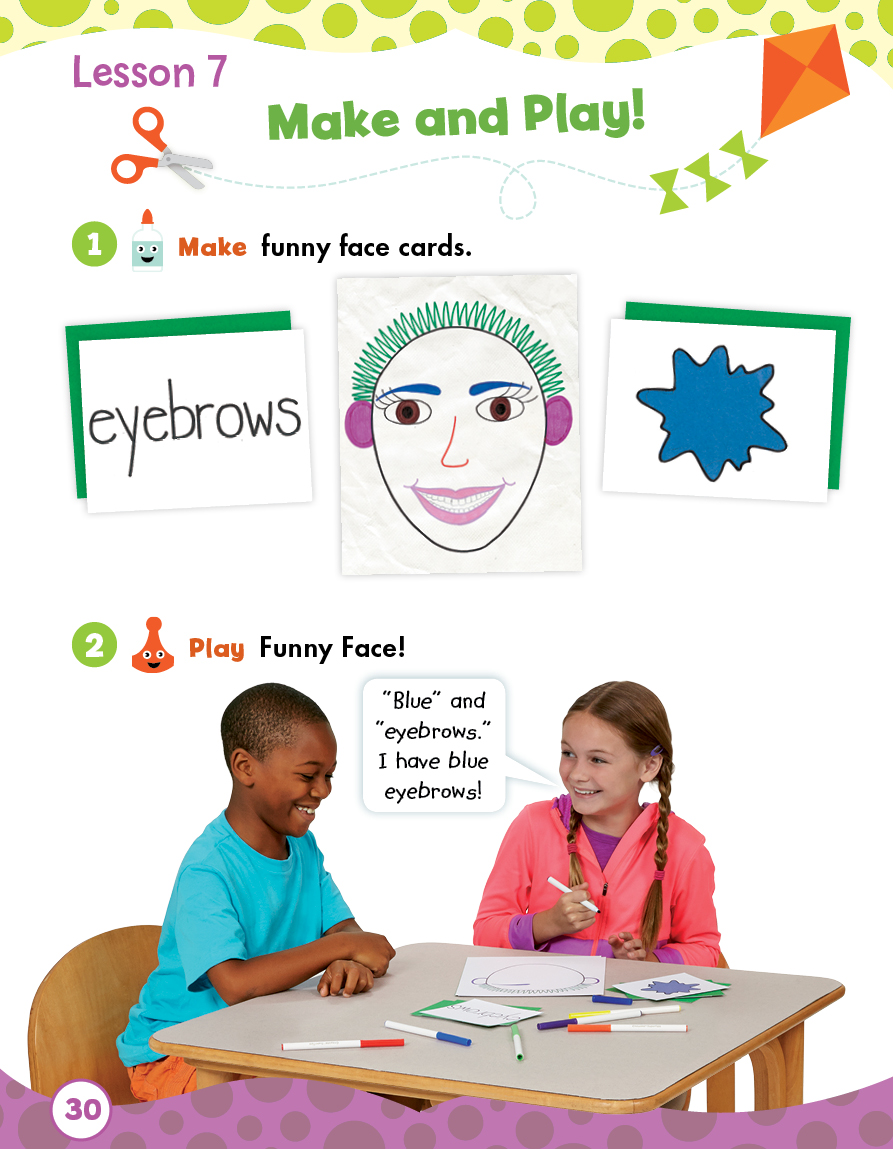 Lesson 7
Make and Play!
1 Make funny face cards.
eyebrows
2 Play Funny Face!
“Blue” and
“eyebrows.”
I have blue
eyebrows!
eyebrows
30